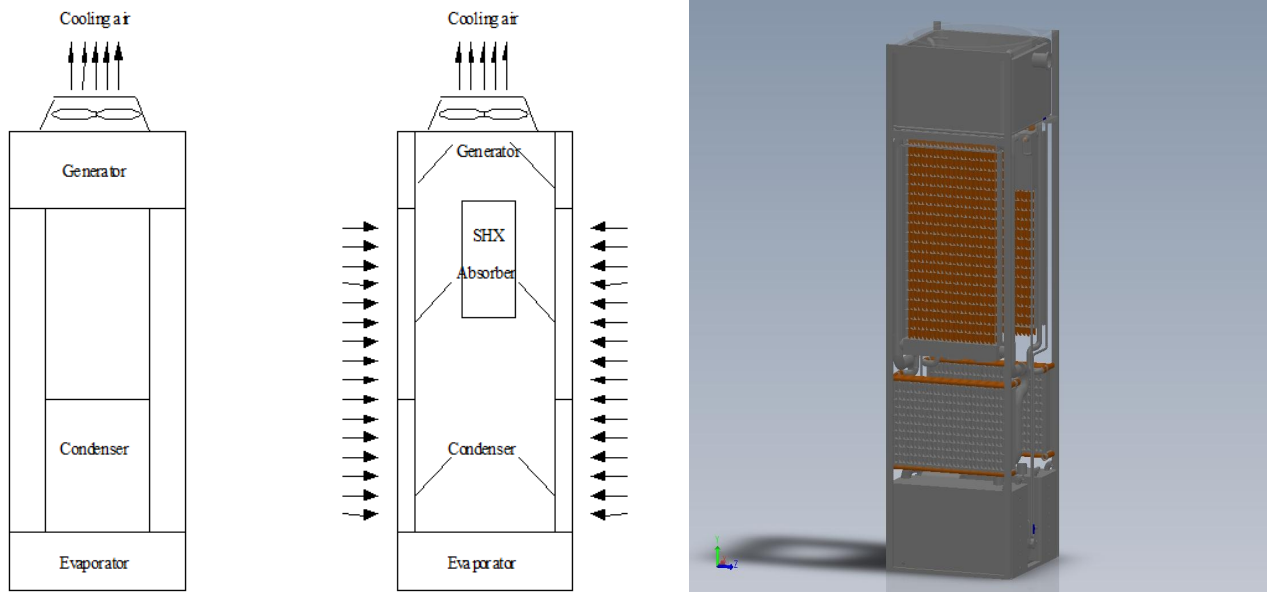 Cooling air
Generator
Condenser
Evaporator
Cooling air
Generator
SHX
Absorber
Condenser
Evaporator
Y
Z